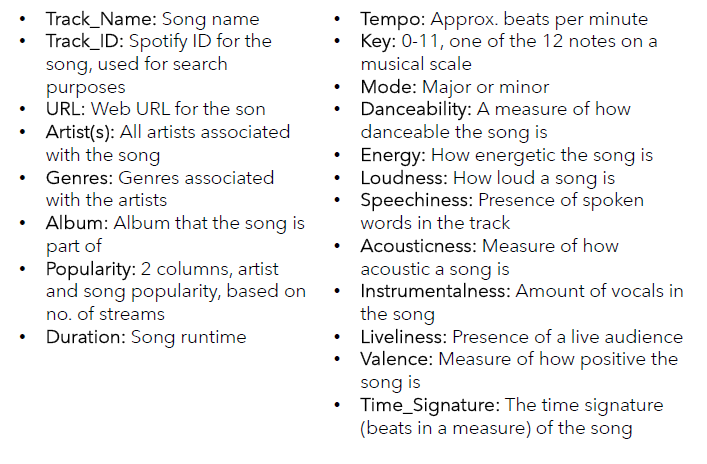 • Track_Name: Song name
• Track_ID: Spotify ID for the
song, used for search
purposes
• URL: Web URL for the son
• Artist(s): All artists associated
with the song
• Genres: Genres associated
with the artists
• Album: Album that the song is
part of
• Popularity: 2 columns, artist
and song popularity, based on
no. of streams
• Duration: Song runtime
• Tempo: Approx. beats per minute
• Key: 0-11, one of the 12 notes on a
musical scale
• Mode: Major or minor
• Danceability: A measure of how
danceable the song is
• Energy: How energetic the song is
• Loudness: How loud a song is
• Speechiness: Presence of spoken
words in the track
• Acousticness: Measure of how
acoustic a song is
• Instrumentalness: Amount of vocals in
the song
• Liveliness: Presence of a live audience
• Valence: Measure of how positive the
song is
• Time_Signature: The time signature
(beats in a measure) of the song